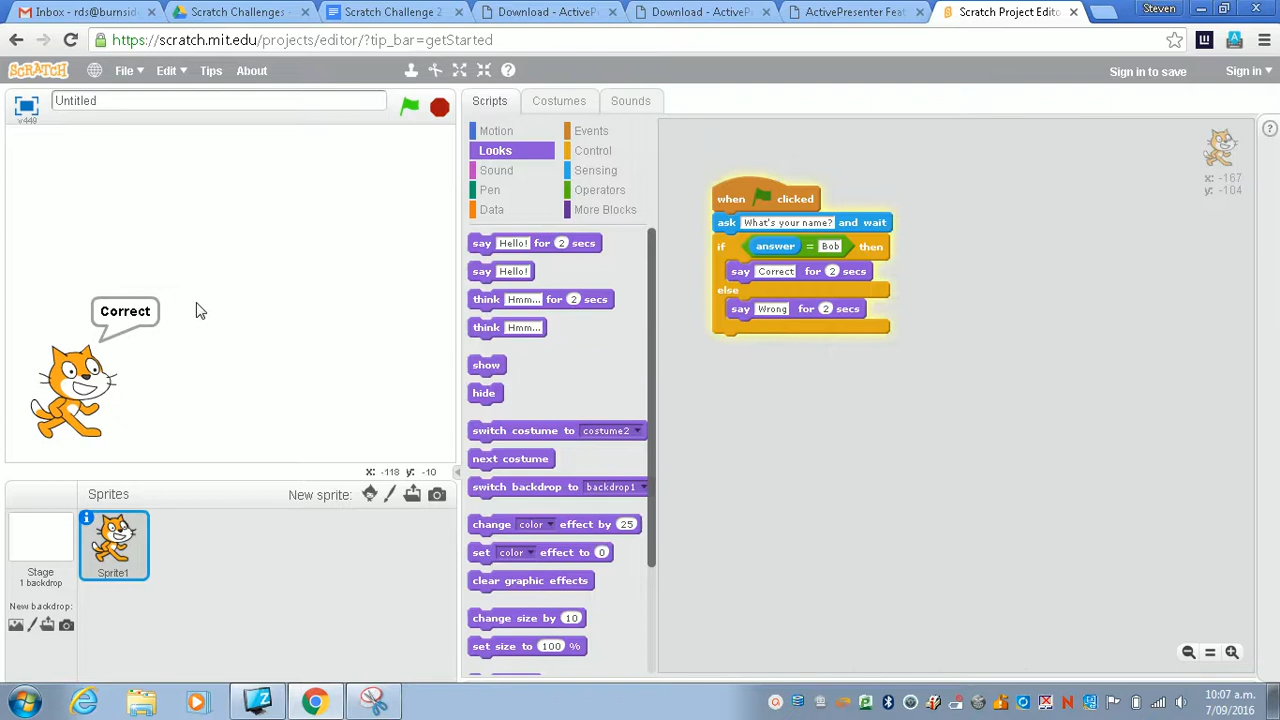 Inbox - rds@burnsid
Scratch Challenges
Scratch Challenge 2
Download - ActiveP
Download - ActiveP
ActivePresenter Feat
Scratch Project Edito
Steven
https://scratch.mit.edu/projects/editor/?tip_bar=getStarted
SCRATCH
File
Edit
Tips
About
Sign in to save
Sign in
Untitled
v449
Scripts
Costumes
Sounds
Motion
Events
Looks
Control
Sound
Sensing
Pen
Operators
Data
More Blocks
x: -167
y: -104
when clicked
ask What's your name? and wait
if answer = Bob then
say Correct for 2 secs
else
say Wrong for 2 secs
say Hello! for 2 secs
say Hello!
think Hmm... for 2 secs
think Hmm...
show
hide
switch costume to costume2
next costume
switch backdrop to backdrop1
change color effect by 25
set color effect to 0
clear graphic effects
change size by 10
set size to 100 %
Correct
x: -118 y: -10
Sprites
New sprite:
Sprite1
Stage
1 backdrop
New backdrop:
10:07 a.m.
7/09/2016